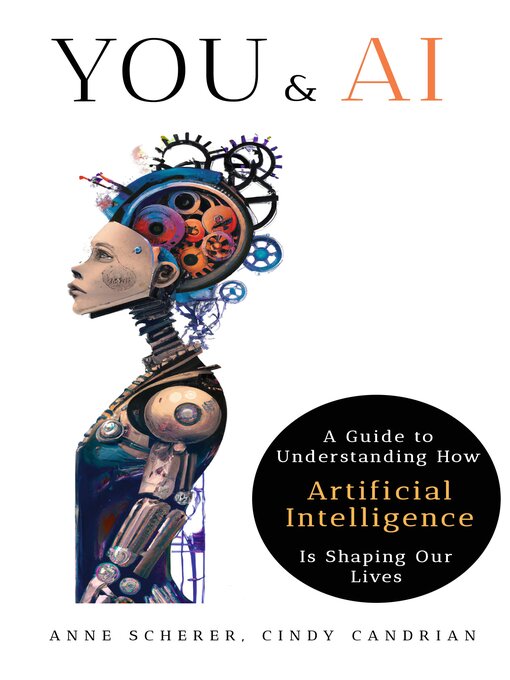 YOU & AI
A Guide to
Understanding How
Artificial
Intelligence
Is Shaping Our
Lives
ANNE SCHERER, CINDY CANDRIAN